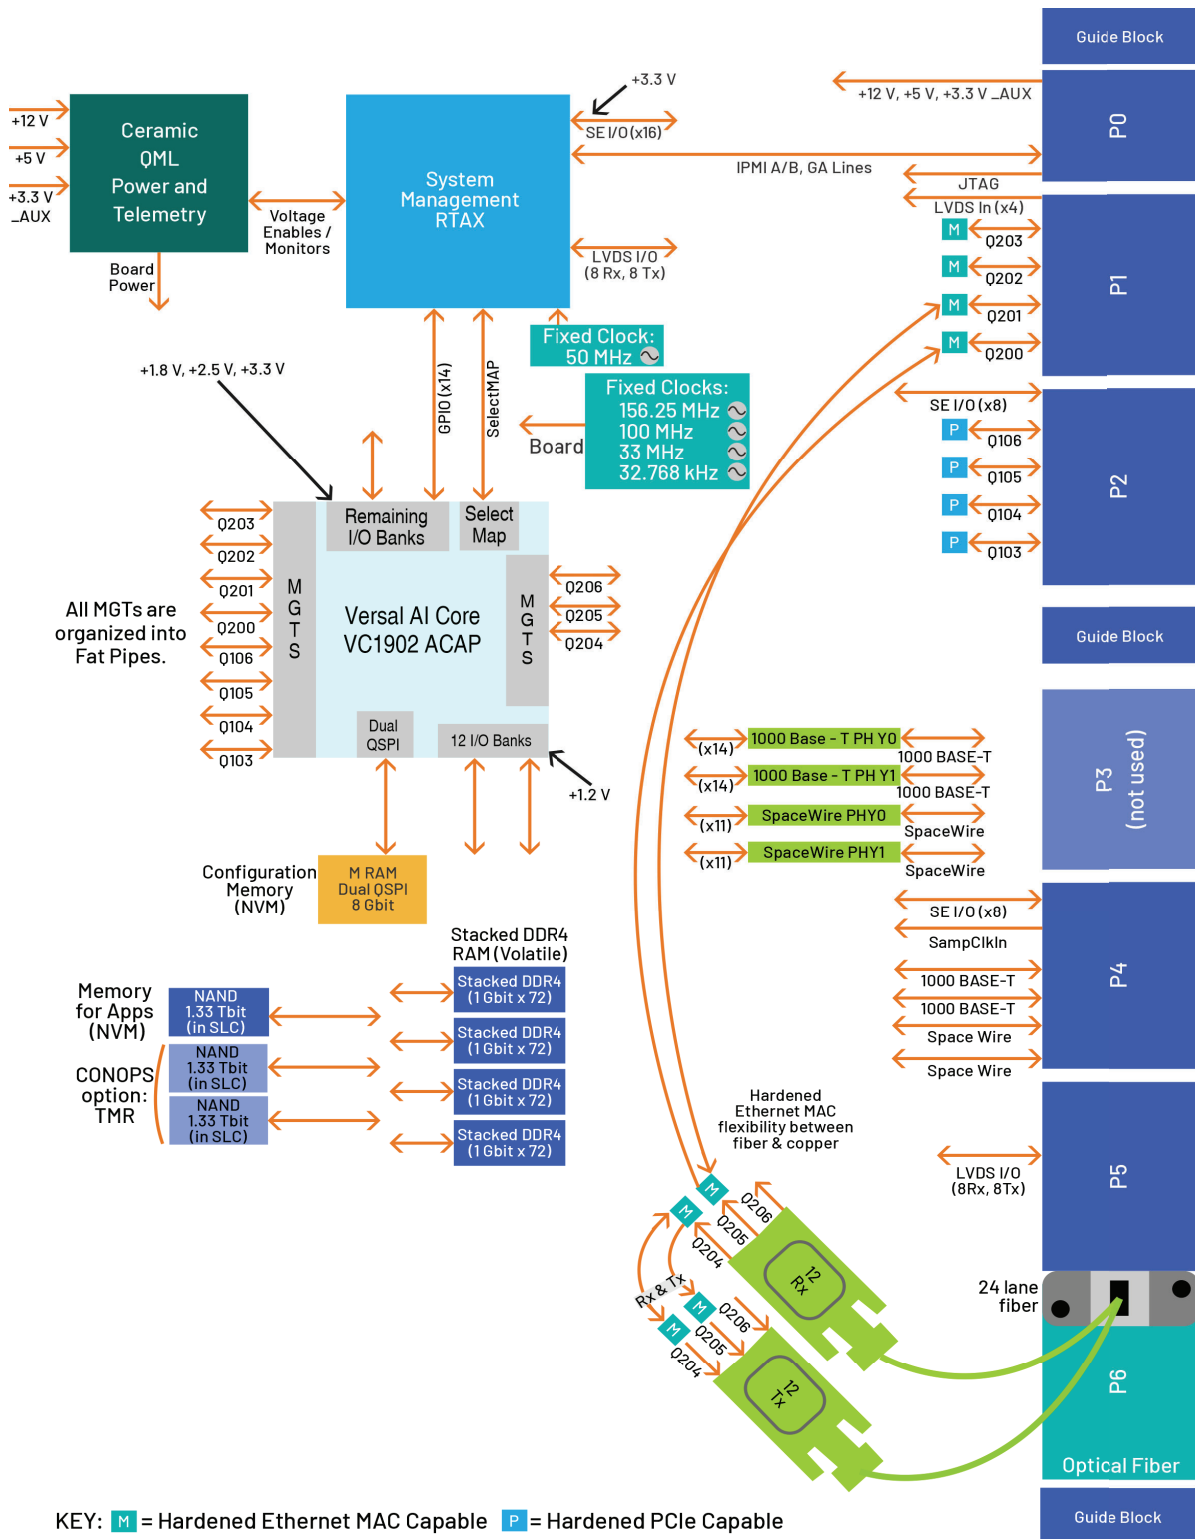 Guide Block
+12 V, +5 V, +3.3 V _AUX
P0
+3.3 V
SE I/O (x16)
IPMI A/B, GA Lines
JTAG
LVDS In (x4)
+12 V
+5 V
+3.3 V
_AUX
Ceramic
QML
Power and
Telemetry
Voltage
Enables /
Monitors
Board
Power
System
Management
RTAX
LVDS I/O
(8 Rx, 8 Tx)
M
Q203
M
Q202
M
Q201
M
Q200
P1
Fixed Clock:
50 MHz
Fixed Clocks:
156.25 MHz
100 MHz
33 MHz
32.768 kHz
Board
GPIO (x14)
SelectMAP
+1.8 V, +2.5 V, +3.3 V
SE I/O (x8)
P
Q106
P
Q105
P
Q104
P
Q103
P2
Remaining
I/O Banks
Select
Map
MGTS
Versal AI Core
VC1902 ACAP
MGTS
Dual
QSPI
12 I/O Banks
Q203
Q202
Q201
Q200
Q106
Q105
Q104
Q103
All MGTs are
organized into
Fat Pipes.
Q206
Q205
Q204
+1.2 V
Guide Block
(x14)
1000 Base - T PH Y0
1000 BASE-T
(x14)
1000 Base - T PH Y1
1000 BASE-T
(x11)
SpaceWire PHY0
SpaceWire
(x11)
SpaceWire PHY1
SpaceWire
P3
(not used)
Configuration
Memory
(NVM)
M RAM
Dual QSPI
8 Gbit
SE I/O (x8)
SampClkIn
1000 BASE-T
1000 BASE-T
Space Wire
Space Wire
P4
Stacked DDR4
RAM (Volatile)
Stacked DDR4
(1 Gbit x 72)
Stacked DDR4
(1 Gbit x 72)
Stacked DDR4
(1 Gbit x 72)
Stacked DDR4
(1 Gbit x 72)
Memory
for Apps
(NVM)
NAND
1.33 Tbit
(in SLC)
CONOPS
option:
TMR
NAND
1.33 Tbit
(in SLC)
NAND
1.33 Tbit
(in SLC)
Hardened
Ethernet MAC
flexibility between
fiber & copper
LVDS I/O
(8Rx, 8Tx)
P5
M
M
Q206
Q205
Q204
12
Rx
Rx & Tx
M
M
Q206
Q205
Q204
12
Tx
24 lane
fiber
P6
Optical Fiber
Guide Block
KEY: M = Hardened Ethernet MAC Capable P = Hardened PCIe Capable